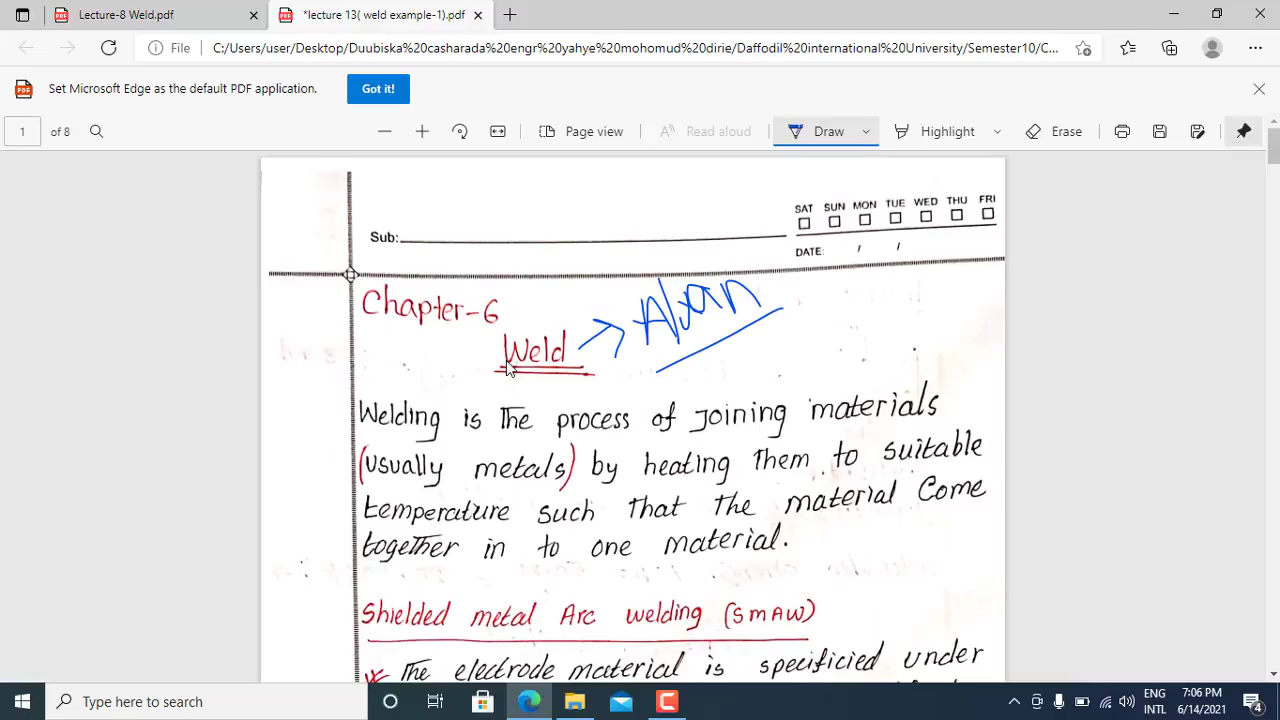 Lecture-8 Weld.pdf
*lecture 13( weld example-1).pdf
File
C:/Users/user/Desktop/Duubiska%20casharada%20engr%20yahye%20mohomud%20dirie/Daffodil%20international%20University/Semester10/C...
Set Microsoft Edge as the default PDF application.
Got it!
1 of 8
Page view
Read aloud
Draw
Highlight
Erase
SAT SUN MON TUE WED THU FRI
Sub:
DATE: / /
Chapter-6
Weld
Welding is The process of Joining materials
(usually metals) by heating Them to suitable
temperature such That The material Come
together in to one material.
Shielded metal Arc welding (SMAW)
* The electrode material is specificied under
Type here to search
ENG
INTL
7:06 PM
6/14/2021
4